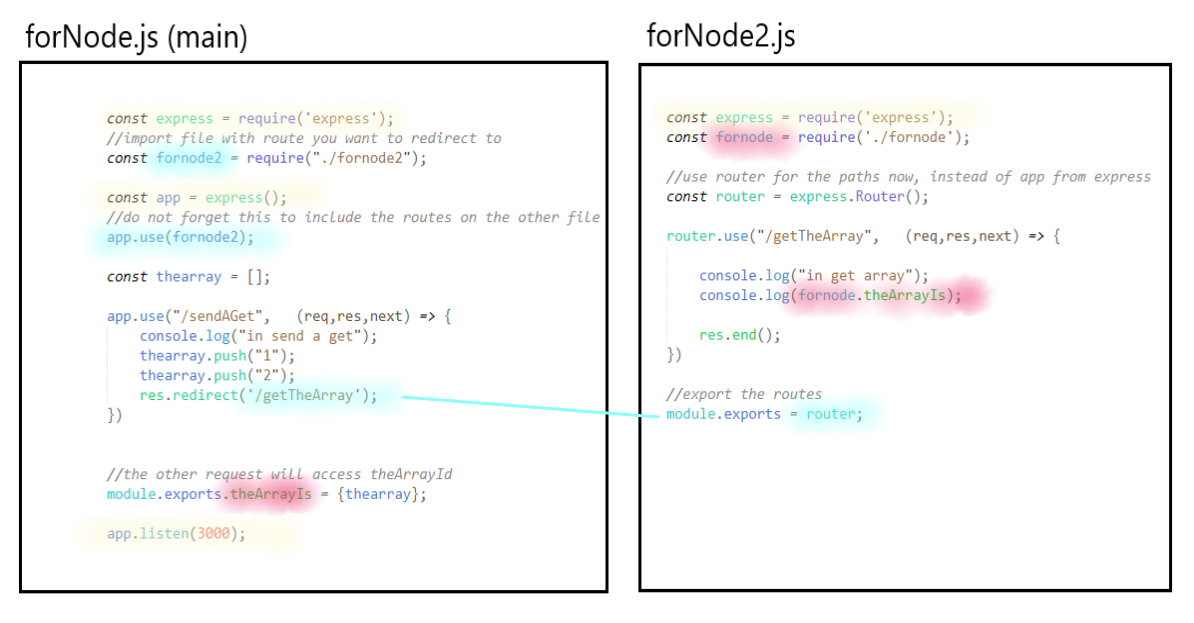 forNode.js (main)
const express = require('express');
//import file with route you want to redirect to
const fornode2 = require("./fornode2");
const app = express();
//do not forget this to include the routes on the other file
app.use(fornode2);
const thearray = [];
app.use("/sendAGet",   (req,res,next) => {
    console.log("in send a get");
    thearray.push("1");
    thearray.push("2");
    res.redirect('/getTheArray');
})
//the other request will access theArrayId
module.exports.theArrayIs = {thearray};
app.listen(3000);
forNode2.js
const express = require('express');
const fornode = require('./fornode');
//use router for the paths now, instead of app from express
const router = express.Router();
router.use("/getTheArray",   (req,res,next) => {
    console.log("in get array");
    console.log(fornode.theArrayIs);
    res.end();
})
//export the routes
module.exports = router;